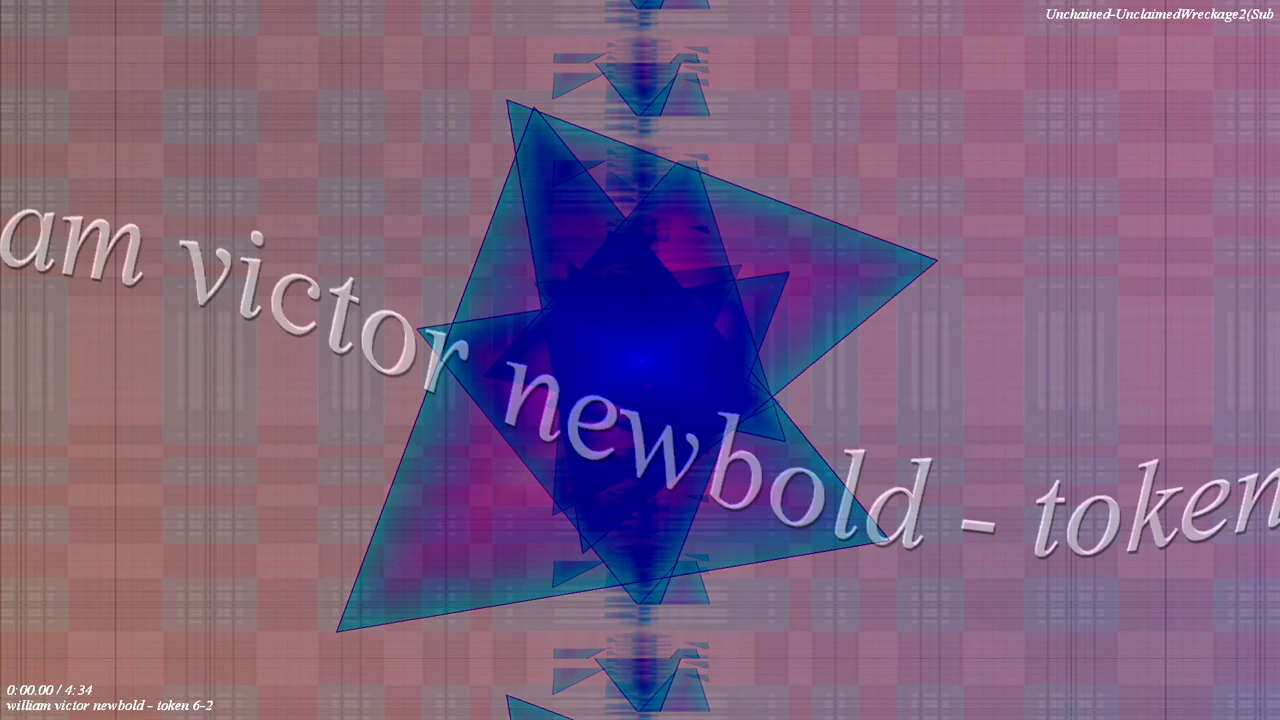 Unchained-UnclaimedWreckage2(Sub
am victor newbold - token
0:00.00 / 4:34
william victor newbold - token 6-2